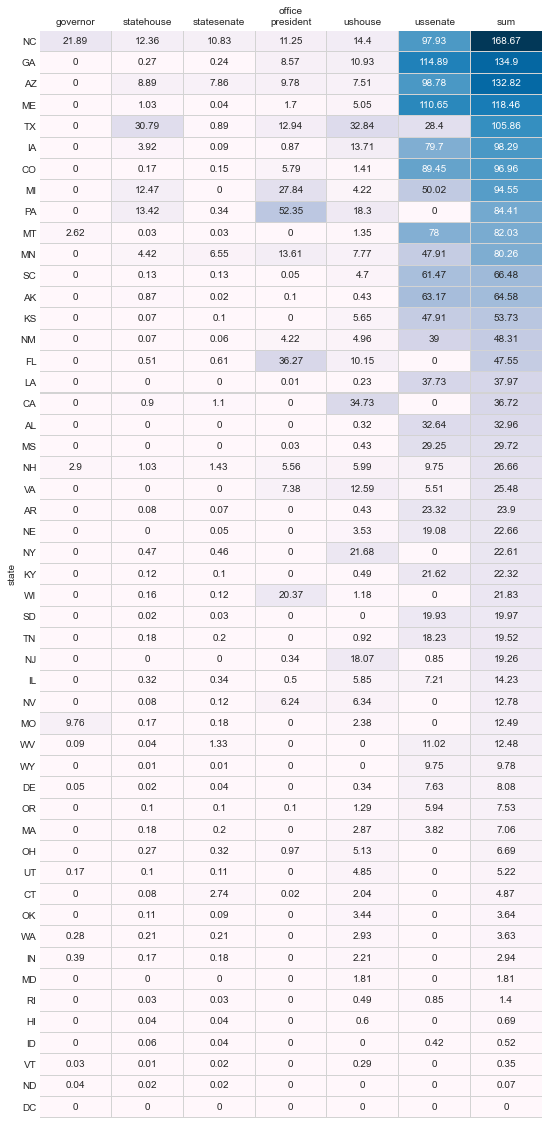 office
governor statehouse statesenate president ushouse ussenate sum
NC 21.89 12.36 10.83 11.25 14.4 97.93 168.67
GA 0 0.27 0.24 8.57 10.93 114.89 134.9
AZ 0 8.89 7.86 9.78 7.51 98.78 132.82
ME 0 1.03 0.04 1.7 5.05 110.65 118.46
TX 0 30.79 0.89 12.94 32.84 28.4 105.86
IA 0 3.92 0.09 0.87 13.71 79.7 98.29
CO 0 0.17 0.15 5.79 1.41 89.45 96.96
MI 0 12.47 0 27.84 4.22 50.02 94.55
PA 0 13.42 0.34 52.35 18.3 0 84.41
MT 2.62 0.03 0.03 0 1.35 78 82.03
MN 0 4.42 6.55 13.61 7.77 47.91 80.26
SC 0 0.13 0.13 0.05 4.7 61.47 66.48
AK 0 0.87 0.02 0.1 0.43 63.17 64.58
KS 0 0.07 0.1 0 5.65 47.91 53.73
NM 0 0.07 0.06 4.22 4.96 39 48.31
FL 0 0.51 0.61 36.27 10.15 0 47.55
LA 0 0 0 0.01 0.23 37.73 37.97
CA 0 0.9 1.1 0 34.73 0 36.72
AL 0 0 0 0 0.32 32.64 32.96
MS 0 0 0 0.03 0.43 29.25 29.72
NH 2.9 1.03 1.43 5.56 5.99 9.75 26.66
VA 0 0 0 7.38 12.59 5.51 25.48
AR 0 0.08 0.07 0 0.43 23.32 23.9
NE 0 0 0.05 0 3.53 19.08 22.66
NY 0 0.47 0.46 0 21.68 0 22.61
state
KY 0 0.12 0.1 0 0.49 21.62 22.32
WI 0 0.16 0.12 20.37 1.18 0 21.83
SD 0 0.02 0.03 0 0 19.93 19.97
TN 0 0.18 0.2 0 0.92 18.23 19.52
NJ 0 0 0 0.34 18.07 0.85 19.26
IL 0 0.32 0.34 0.5 5.85 7.21 14.23
NV 0 0.08 0.12 6.24 6.34 0 12.78
MO 9.76 0.17 0.18 0 2.38 0 12.49
WV 0.09 0.04 1.33 0 0 11.02 12.48
WY 0 0.01 0.01 0 0 9.75 9.78
DE 0.05 0.02 0.04 0 0.34 7.63 8.08
OR 0 0.1 0.1 0.1 1.29 5.94 7.53
MA 0 0.18 0.2 0 2.87 3.82 7.06
OH 0 0.27 0.32 0.97 5.13 0 6.69
UT 0.17 0.1 0.11 0 4.85 0 5.22
CT 0 0.08 2.74 0.02 2.04 0 4.87
OK 0 0.11 0.09 0 3.44 0 3.64
WA 0.28 0.21 0.21 0 2.93 0 3.63
IN 0.39 0.17 0.18 0 2.21 0 2.94
MD 0 0 0 0 1.81 0 1.81
RI 0 0.03 0.03 0 0.49 0.85 1.4
HI 0 0.04 0.04 0 0.6 0 0.69
ID 0 0.06 0.04 0 0 0.42 0.52
VT 0.03 0.01 0.02 0 0.29 0 0.35
ND 0.04 0.02 0.02 0 0 0 0.07
DC 0 0 0 0 0 0 0